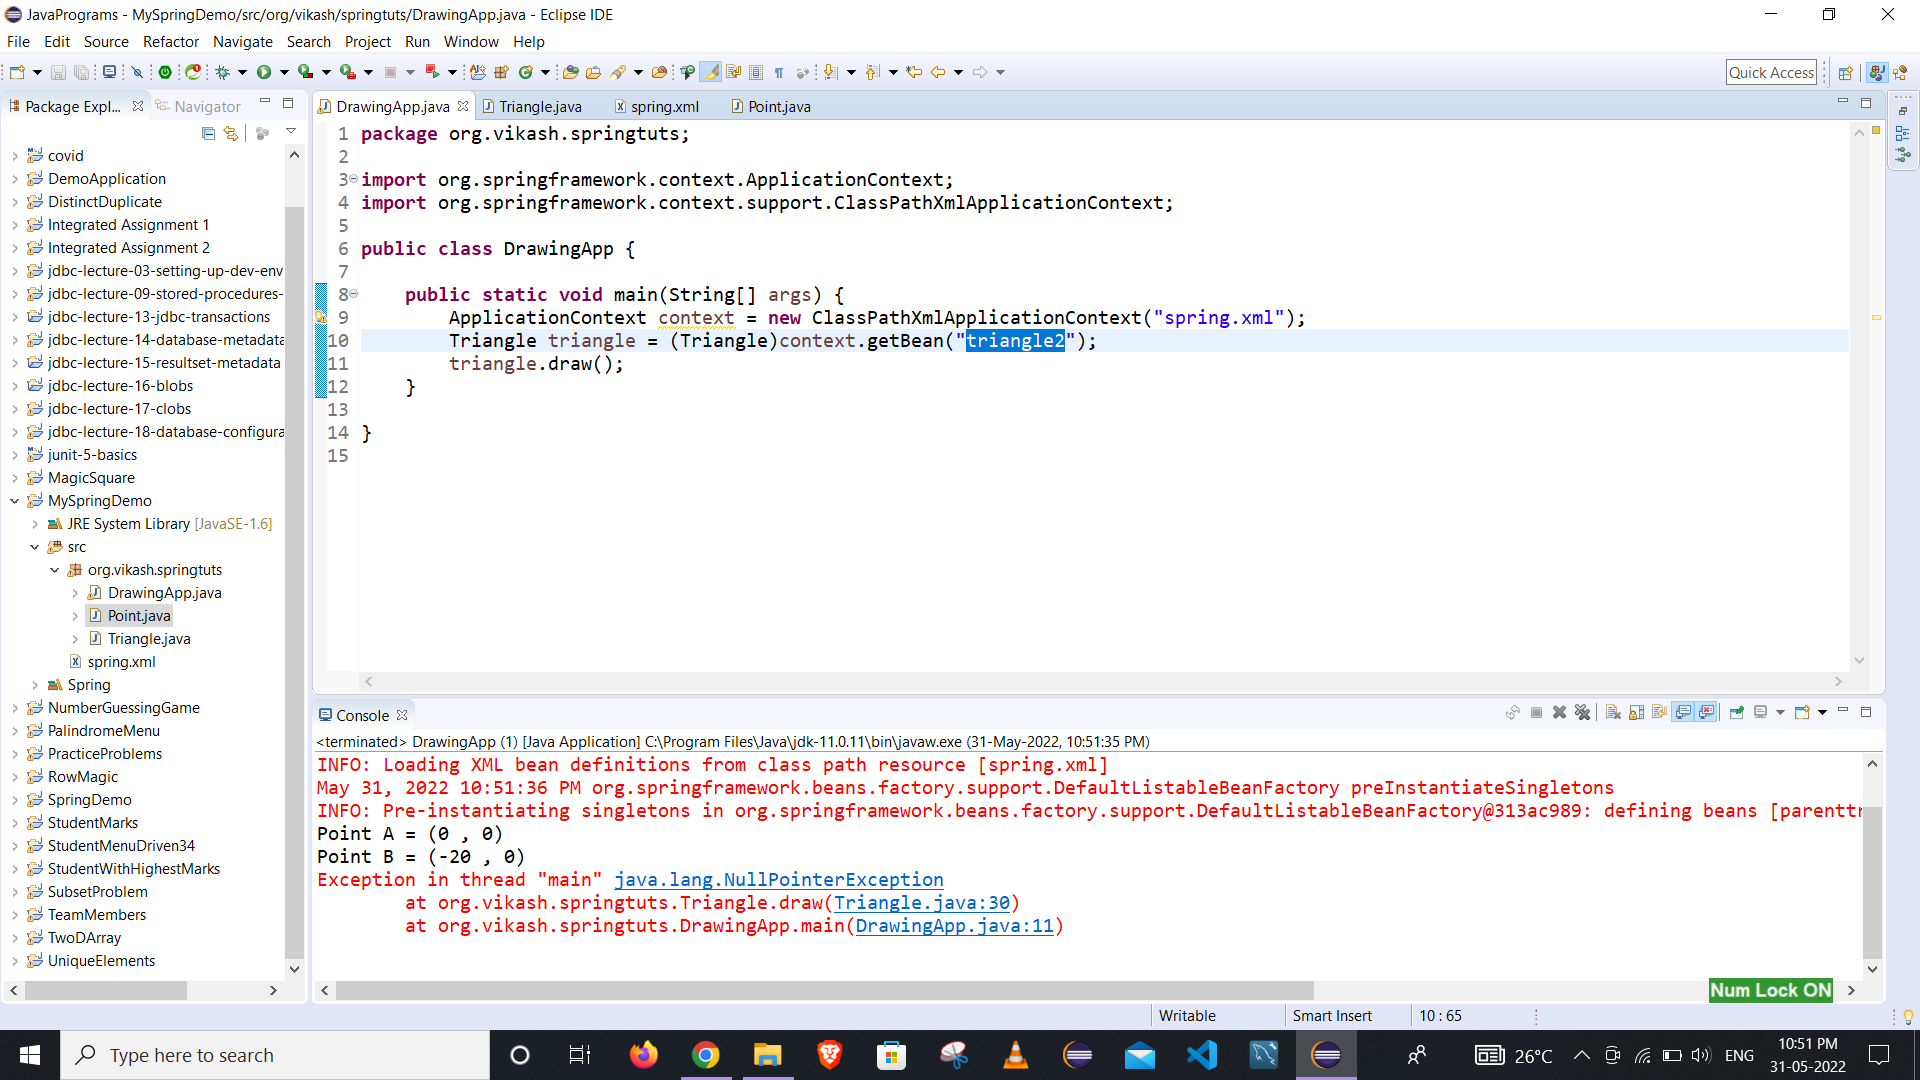 JavaPrograms - MySpringDemo/src/org/vikash/springtuts/DrawingApp.java - Eclipse IDE
File Edit Source Refactor Navigate Search Project Run Window Help
Quick Access
Package Expl... Navigator
covid
DemoApplication
DistinctDuplicate
Integrated Assignment 1
Integrated Assignment 2
jdbc-lecture-03-setting-up-dev-env
jdbc-lecture-09-stored-procedures-
jdbc-lecture-13-jdbc-transactions
jdbc-lecture-14-database-metadata
jdbc-lecture-15-resultset-metadata
jdbc-lecture-16-blobs
jdbc-lecture-17-clobs
jdbc-lecture-18-database-configura
junit-5-basics
MagicSquare
MySpringDemo
JRE System Library [JavaSE-1.6]
src
org.vikash.springtuts
DrawingApp.java
Point.java
Triangle.java
spring.xml
Spring
NumberGuessingGame
PalindromeMenu
PracticeProblems
RowMagic
SpringDemo
StudentMarks
StudentMenuDriven34
StudentWithHighestMarks
SubsetProblem
TeamMembers
TwoDArray
UniqueElements
DrawingApp.java Triangle.java spring.xml Point.java
1 package org.vikash.springtuts;
2
3 import org.springframework.context.ApplicationContext;
4 import org.springframework.context.support.ClassPathXmlApplicationContext;
5
6 public class DrawingApp {
7
8 public static void main(String[] args) {
9 ApplicationContext context = new ClassPathXmlApplicationContext("spring.xml");
10 Triangle triangle = (Triangle)context.getBean("triangle2");
11 triangle.draw();
12 }
13
14 }
15
Console
<terminated> DrawingApp (1) [Java Application] C:\Program Files\Java\jdk-11.0.11\bin\javaw.exe (31-May-2022, 10:51:35 PM)
INFO: Loading XML bean definitions from class path resource [spring.xml]
May 31, 2022 10:51:36 PM org.springframework.beans.factory.support.DefaultListableBeanFactory preInstantiateSingletons
INFO: Pre-instantiating singletons in org.springframework.beans.factory.support.DefaultListableBeanFactory@313ac989: defining beans [parenttr
Point A = (0 , 0)
Point B = (-20 , 0)
Exception in thread "main" java.lang.NullPointerException
at org.vikash.springtuts.Triangle.draw(Triangle.java:30)
at org.vikash.springtuts.DrawingApp.main(DrawingApp.java:11)
Num Lock ON
Writable Smart Insert 10 : 65
Type here to search
26°C ENG
10:51 PM
31-05-2022